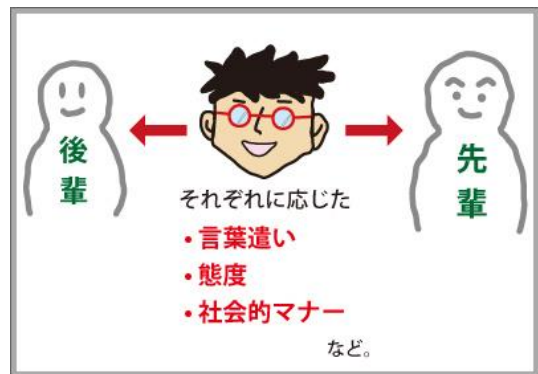 後輩
先輩
それぞれに応じた
・言葉遣い
・態度
・社会的マナー
など。